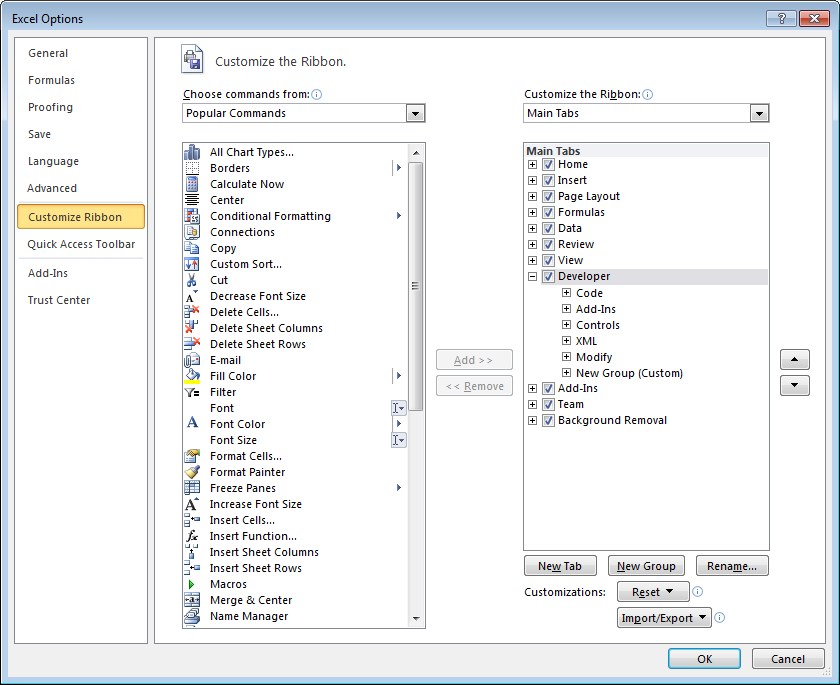 Excel Options
General
Formulas
Proofing
Save
Language
Advanced
Customize Ribbon
Quick Access Toolbar
Add-Ins
Trust Center
Customize the Ribbon.
Choose commands from:
Popular Commands
All Chart Types...
Borders
Calculate Now
Center
Conditional Formatting
Connections
Copy
Custom Sort...
Cut
Decrease Font Size
Delete Cells...
Delete Sheet Columns
Delete Sheet Rows
E-mail
Fill Color
Filter
Font
Font Color
Font Size
Format Cells...
Format Painter
Freeze Panes
Increase Font Size
Insert Cells...
Insert Function...
Insert Sheet Columns
Insert Sheet Rows
Macros
Merge & Center
Name Manager
Add >>
<< Remove
Customize the Ribbon:
Main Tabs
Main Tabs
Home
Insert
Page Layout
Formulas
Data
Review
View
Developer
Code
Add-Ins
Controls
XML
Modify
New Group (Custom)
Add-Ins
Team
Background Removal
New Tab
New Group
Rename...
Customizations:
Reset
Import/Export
OK
Cancel